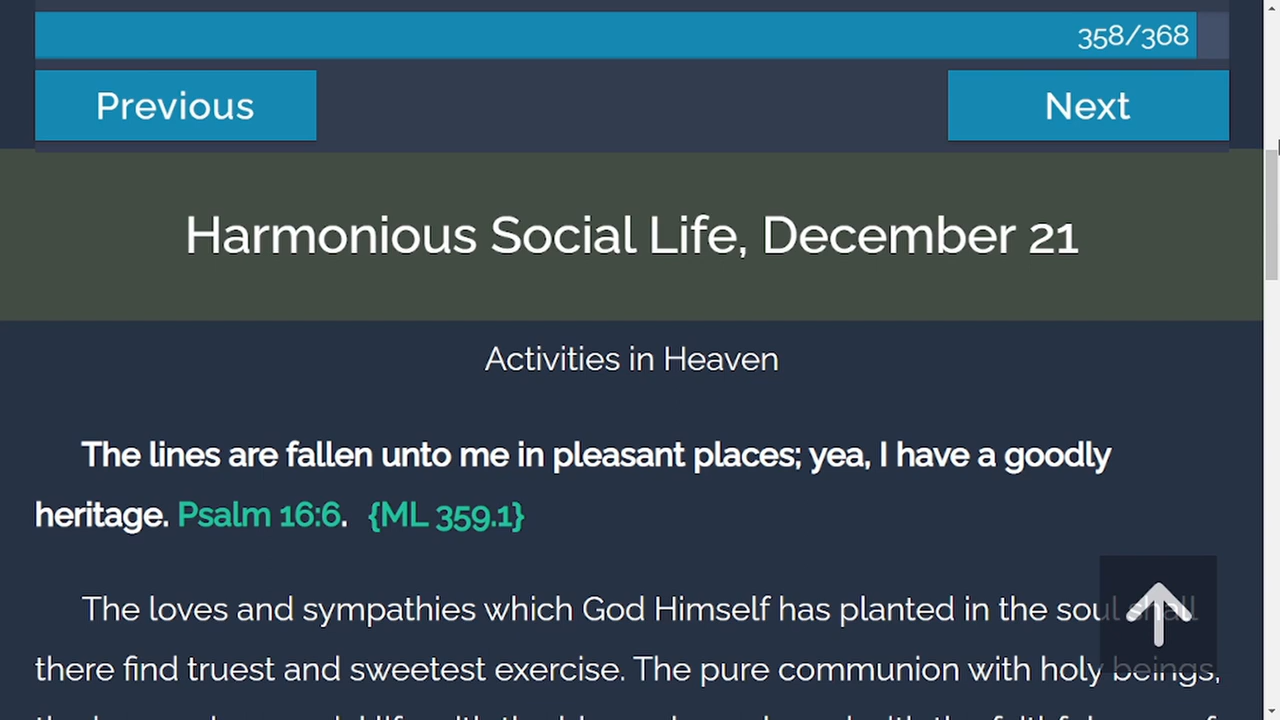 358/368
Previous
Next
Harmonious Social Life, December 21
Activities in Heaven
The lines are fallen unto me in pleasant places; yea, I have a goodly
heritage. Psalm 16:6. {ML 359.1}
The loves and sympathies which God Himself has planted in the soul shall
there find truest and sweetest exercise. The pure communion with holy beings,